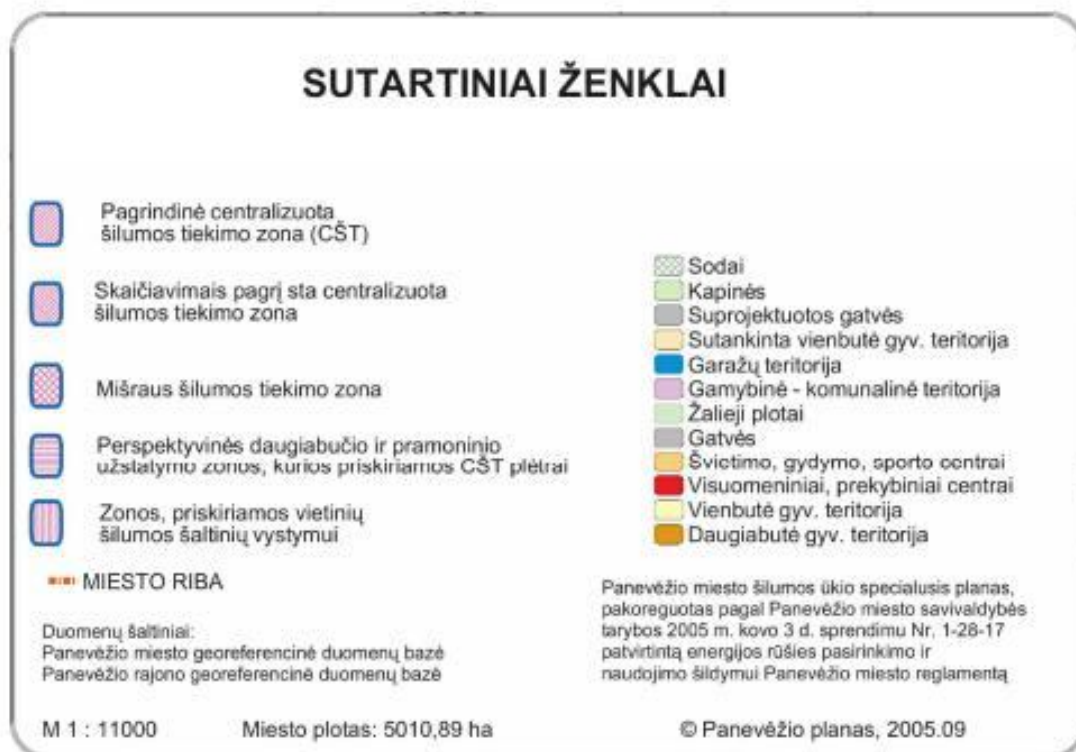 SUTARTINIAI ŽENKLAI
Pagrindinė centralizuota
šilumos tiekimo zona (CŠT)
Skaičiavimais pagrį sta centralizuota
šilumos tiekimo zona
Mišraus šilumos tiekimo zona
Perspektyvinės daugiabučio ir pramoninio
užstatymo zonos, kurios priskiriamos CŠT plėtrai
Zonos, priskiriamos vietinių
šilumos šaltinių vystymui
MIESTO RIBA
Duomenų šaltiniai:
Panevėžio miesto georeferencinė duomenų bazė
Panevėžio rajono georeferencinė duomenų bazė
M 1 : 11000 Miesto plotas: 5010,89 ha
Sodai
Kapinės
Suprojektuotos gatvės
Sutankinta vienbutė gyv. teritorija
Garažų teritorija
Gamybinė - komunalinė teritorija
Žalieji plotai
Gatvės
Švietimo, gydymo, sporto centrai
Visuomeniniai, prekybiniai centrai
Vienbutė gyv. teritorija
Daugiabutė gyv. teritorija
Panevėžio miesto šilumos ūkio specialusis planas,
pakoreguotas pagal Panevėžio miesto savivaldybės
tarybos 2005 m. kovo 3 d. sprendimu Nr. 1-28-17
patvirtintą energijos rūšies pasirinkimo ir
naudojimo šildymui Panevėžio miesto reglamentą
© Panevėžio planas, 2005.09